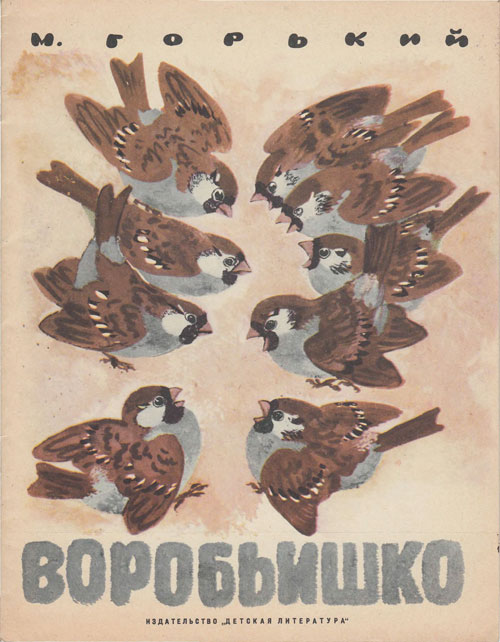 М. ГОРЬКИЙ
ВОРОБЬИШКО
ИЗДАТЕЛЬСТВО „ДЕТСКАЯ ЛИТЕРАТУРА"